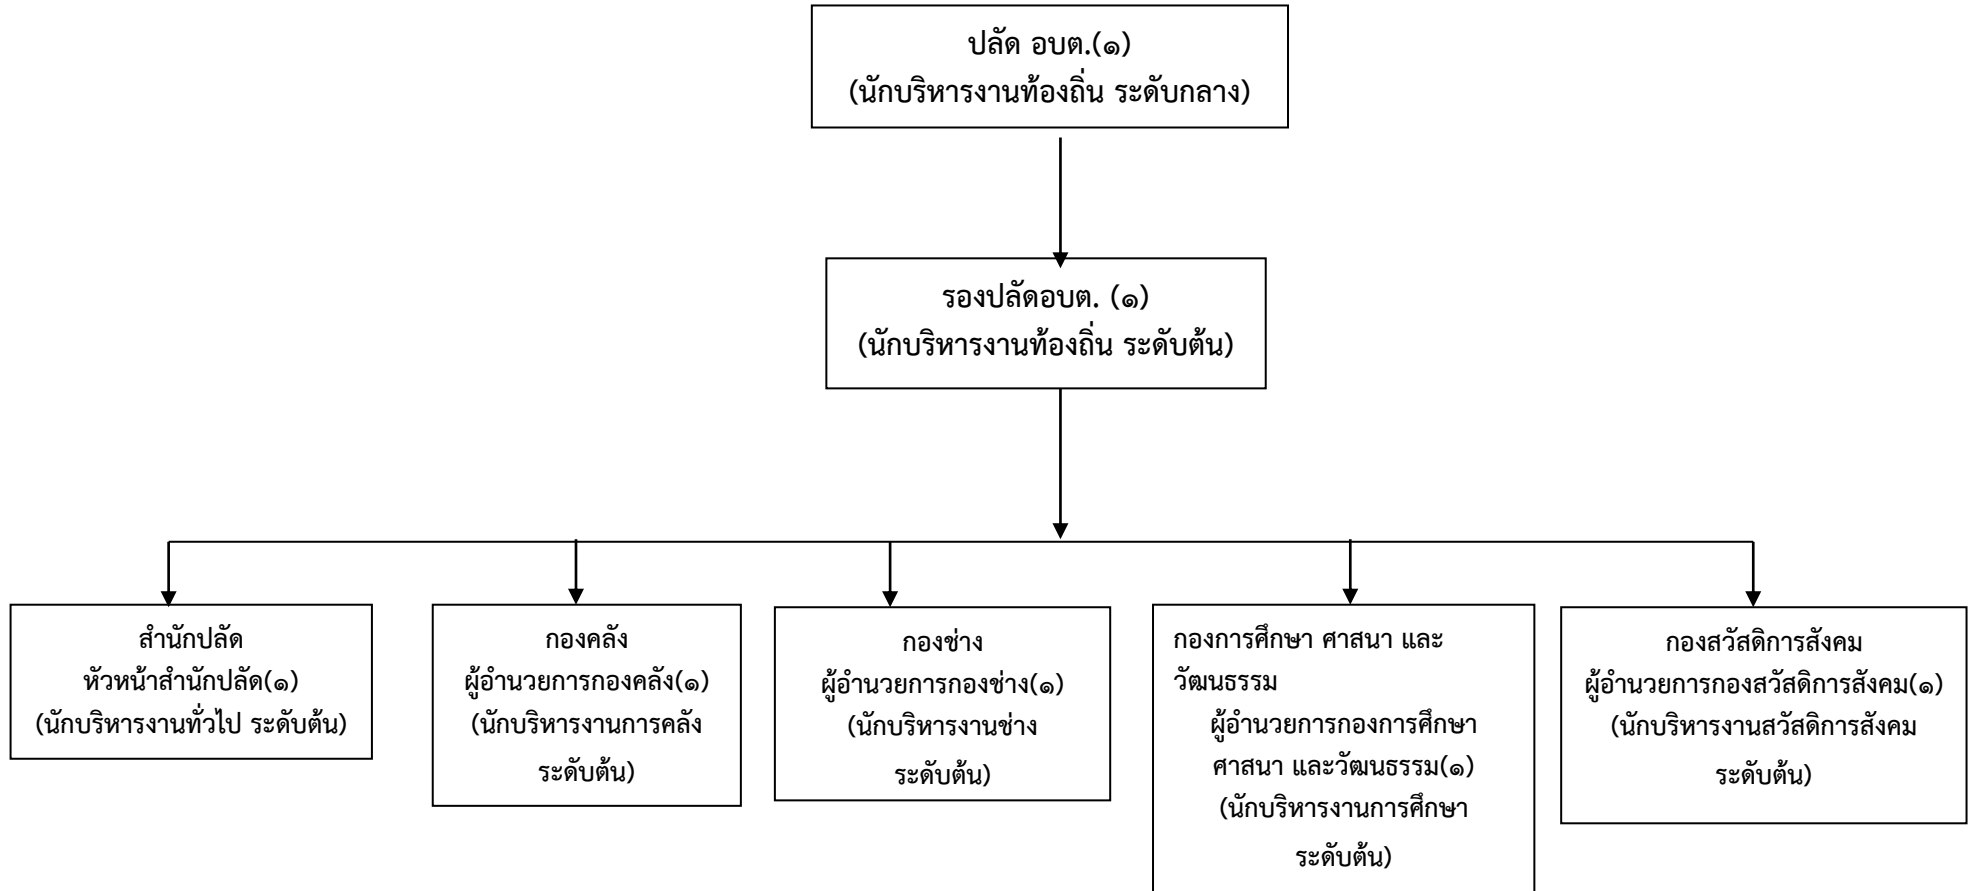 ปลัด อบต.(๑)
(นักบริหารงานท้องถิ่น ระดับกลาง)
รองปลัดอบต. (๑)
(นักบริหารงานท้องถิ่น ระดับต้น)
สำนักปลัด
หัวหน้าสำนักปลัด(๑)
(นักบริหารงานทั่วไป ระดับต้น)
กองคลัง
ผู้อำนวยการกองคลัง(๑)
(นักบริหารงานการคลัง
ระดับต้น)
กองช่าง
ผู้อำนวยการกองช่าง(๑)
(นักบริหารงานช่าง
ระดับต้น)
กองการศึกษา ศาสนา และ
วัฒนธรรม
ผู้อำนวยการกองการศึกษา
ศาสนา และวัฒนธรรม(๑)
(นักบริหารงานการศึกษา
ระดับต้น)
กองสวัสดิการสังคม
ผู้อำนวยการกองสวัสดิการสังคม(๑)
(นักบริหารงานสวัสดิการสังคม
ระดับต้น)